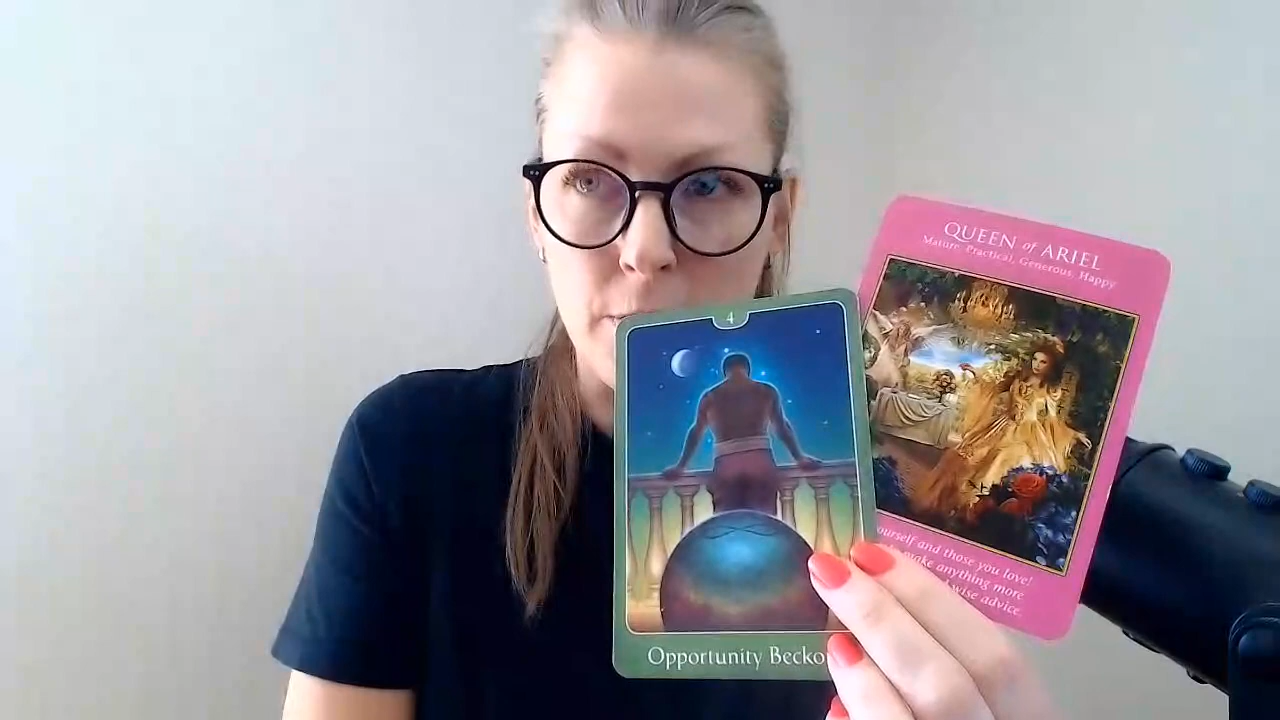 4
Opportunity Becko
QUEEN of ARIEL
Mature, Practical, Generous, Happy
ourself and those you love!
make anything more
wise advice.